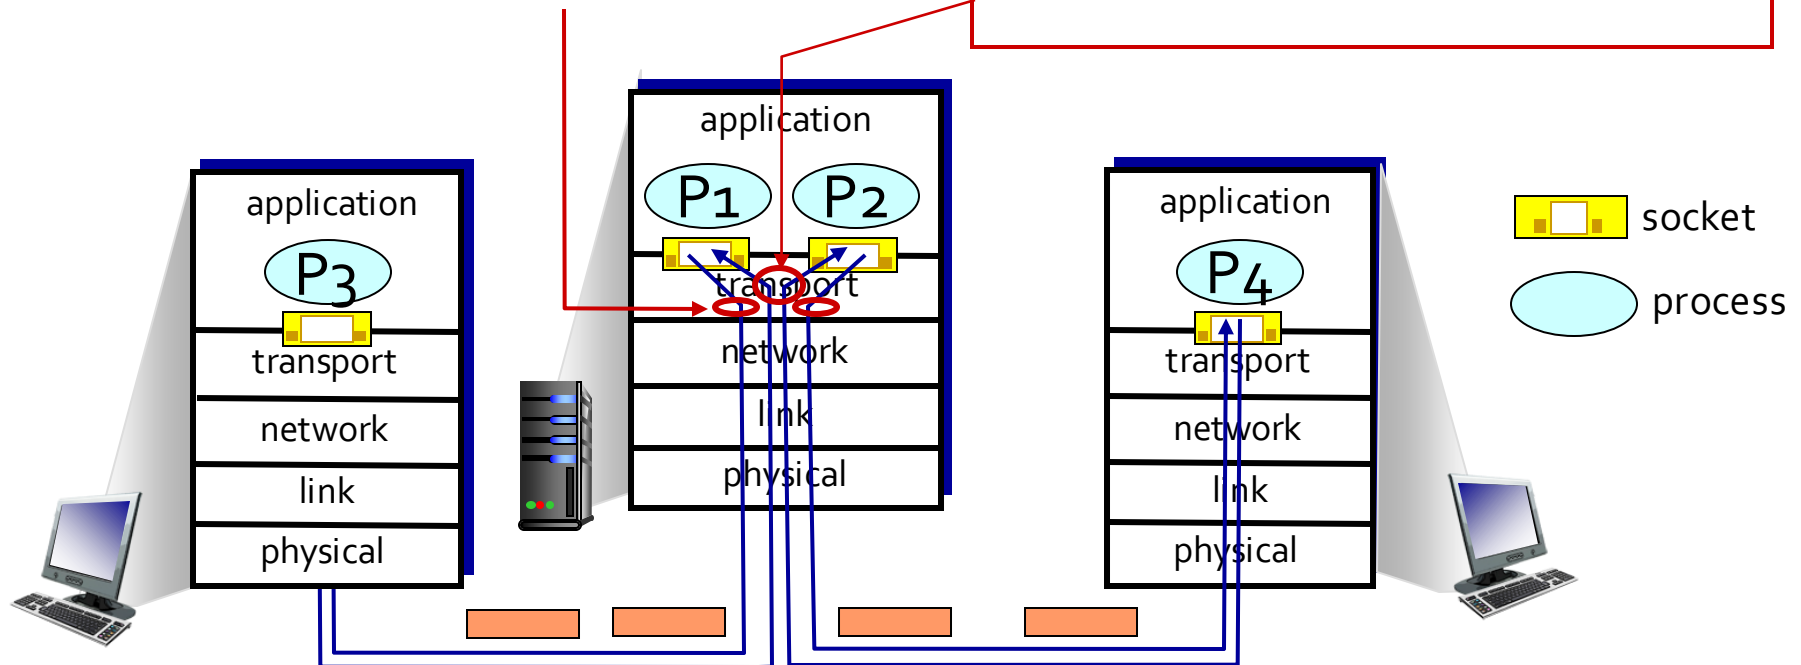 application
P1
P2
transport
network
link
physical
application
P3
transport
network
link
physical
application
P4
transport
network
link
physical
socket
process